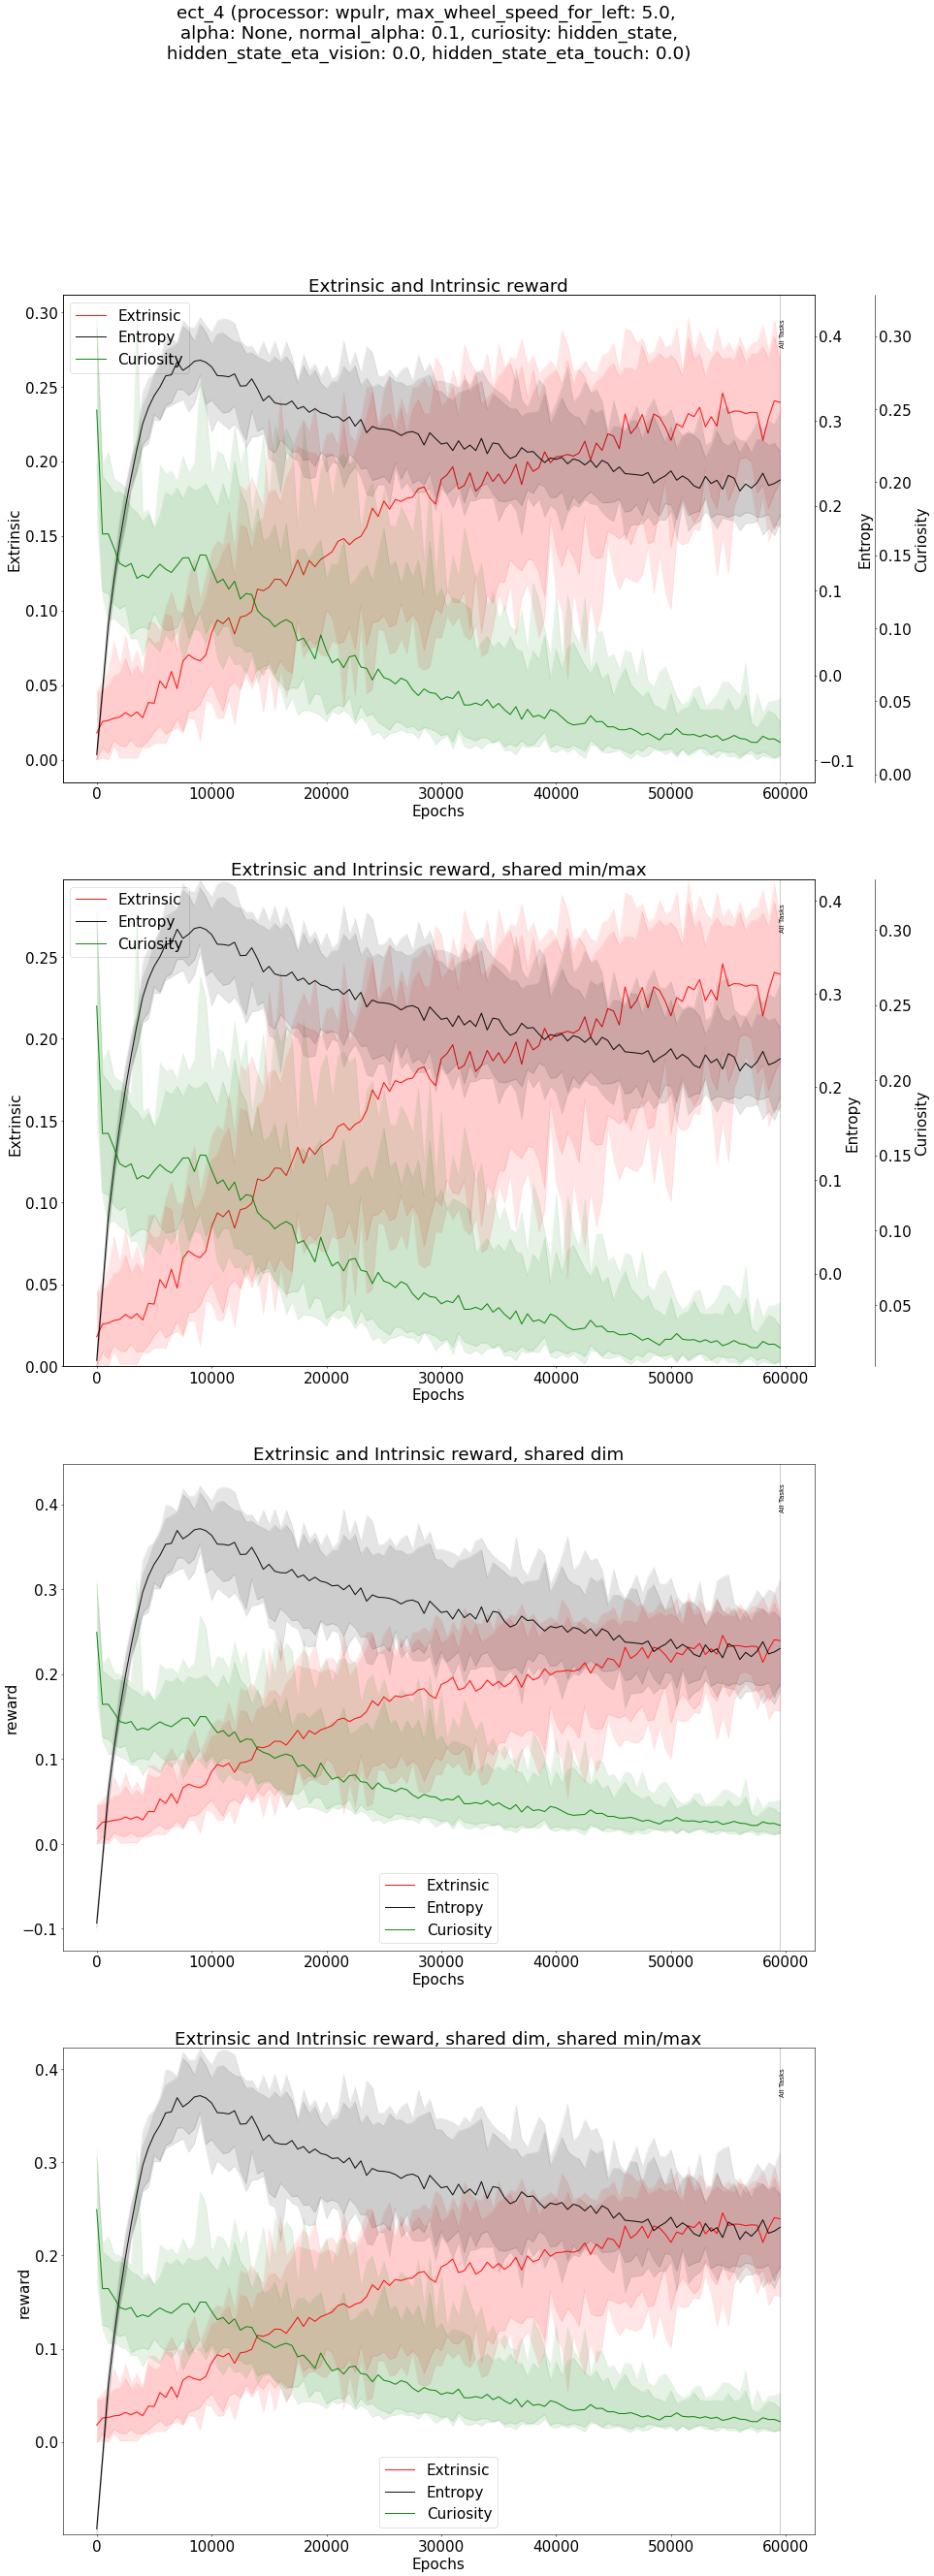 ect_4 (processor: wpulr, max_wheel_speed_for_left: 5.0,
alpha: None, normal_alpha: 0.1, curiosity: hidden_state,
hidden_state_eta_vision: 0.0, hidden_state_eta_touch: 0.0)
Extrinsic and Intrinsic reward
Extrinsic
Entropy
Curiosity
All Tasks
0.30
0.25
0.20
0.15
0.10
0.05
0.00
Extrinsic
0.4
0.3
0.2
0.1
0.0
−0.1
Entropy
0.30
0.25
0.20
0.15
0.10
0.05
0.00
Curiosity
0 10000 20000 30000 40000 50000 60000
Epochs
Extrinsic and Intrinsic reward, shared min/max
Extrinsic
Entropy
Curiosity
All Tasks
0.25
0.20
0.15
0.10
0.05
0.00
Extrinsic
0.4
0.3
0.2
0.1
0.0
Entropy
0.30
0.25
0.20
0.15
0.10
0.05
Curiosity
0 10000 20000 30000 40000 50000 60000
Epochs
Extrinsic and Intrinsic reward, shared dim
All Tasks
0.4
0.3
0.2
0.1
0.0
−0.1
reward
Extrinsic
Entropy
Curiosity
0 10000 20000 30000 40000 50000 60000
Epochs
Extrinsic and Intrinsic reward, shared dim, shared min/max
All Tasks
0.4
0.3
0.2
0.1
0.0
reward
Extrinsic
Entropy
Curiosity
0 10000 20000 30000 40000 50000 60000
Epochs